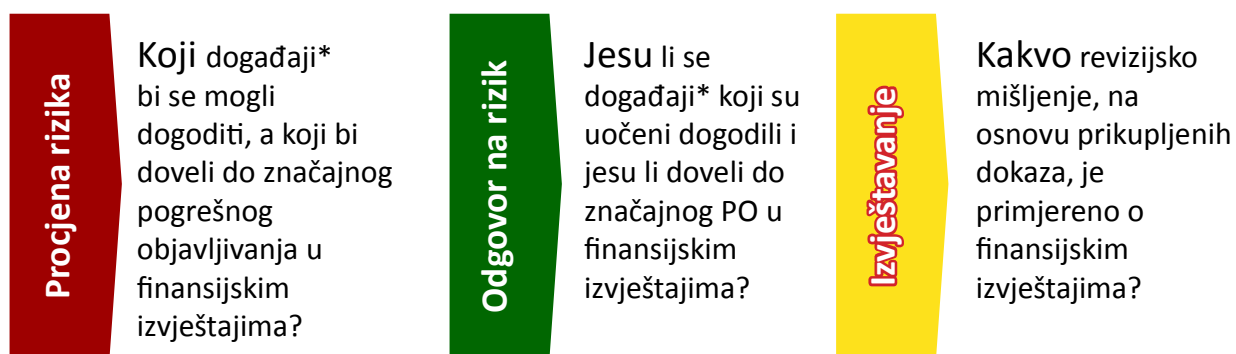 Procjena rizika
Koji događaji*
bi se mogli
dogoditi, a koji bi
doveli do značajnog
pogrešnog
objavljivanja u
finansijskim
izvještajima?
Odgovor na rizik
Jesu li se
događaji* koji su
uočeni dogodili i
jesu li doveli do
značajnog PO u
finansijskim
izvještajima?
Izvještavanje
Kakvo revizijsko
mišljenje, na
osnovu prikupljenih
dokaza, je
primjereno o
finansijskim
izvještajima?